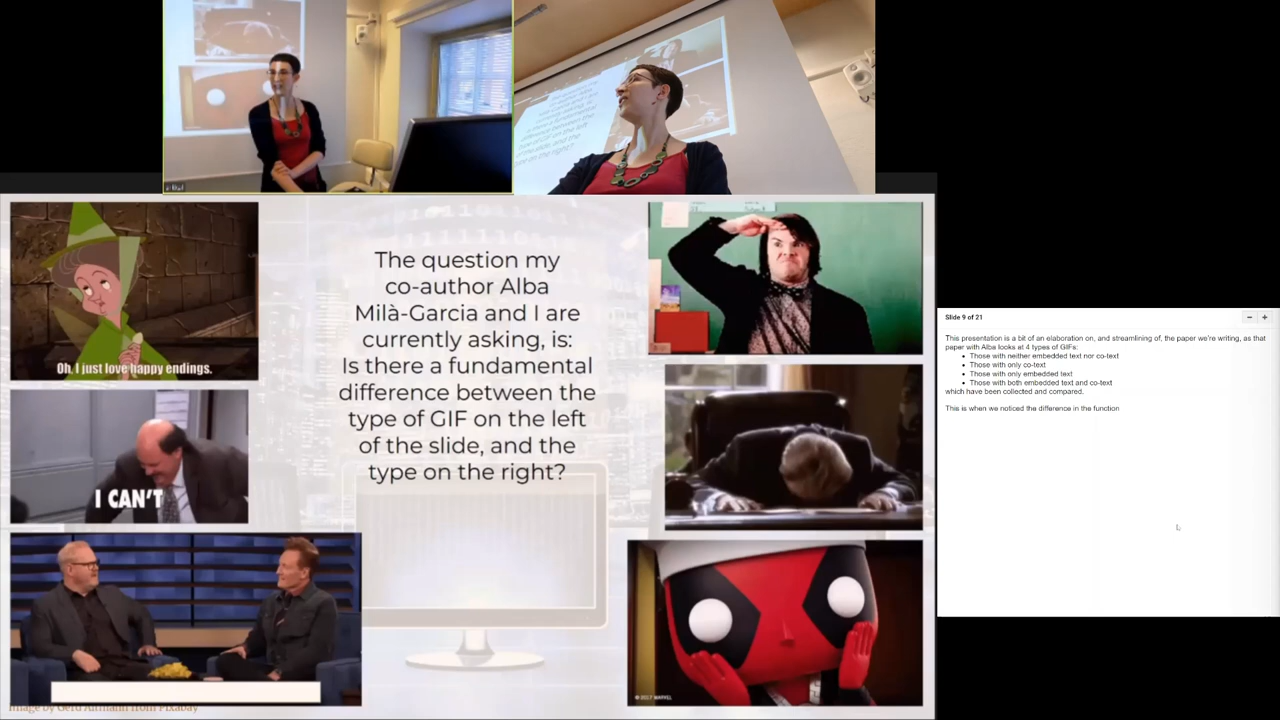 Oh, I just love happy endings.
I CAN'T
The question my
co-author Alba
Milà-Garcia and I are
currently asking, is:
Is there a fundamental
difference between the
type of GIF on the left
of the slide, and the
type on the right?
© 2017 MARVEL
Image by Gerd Altmann from Pixabay
Slide 9 of 21
This presentation is a bit of an elaboration on, and streamlining of, the paper we're writing, as that
paper with Alba looks at 4 types of GIFs:
Those with neither embedded text nor co-text
Those with only co-text
Those with only embedded text
Those with both embedded text and co-text
which have been collected and compared.
This is when we noticed the difference in the function